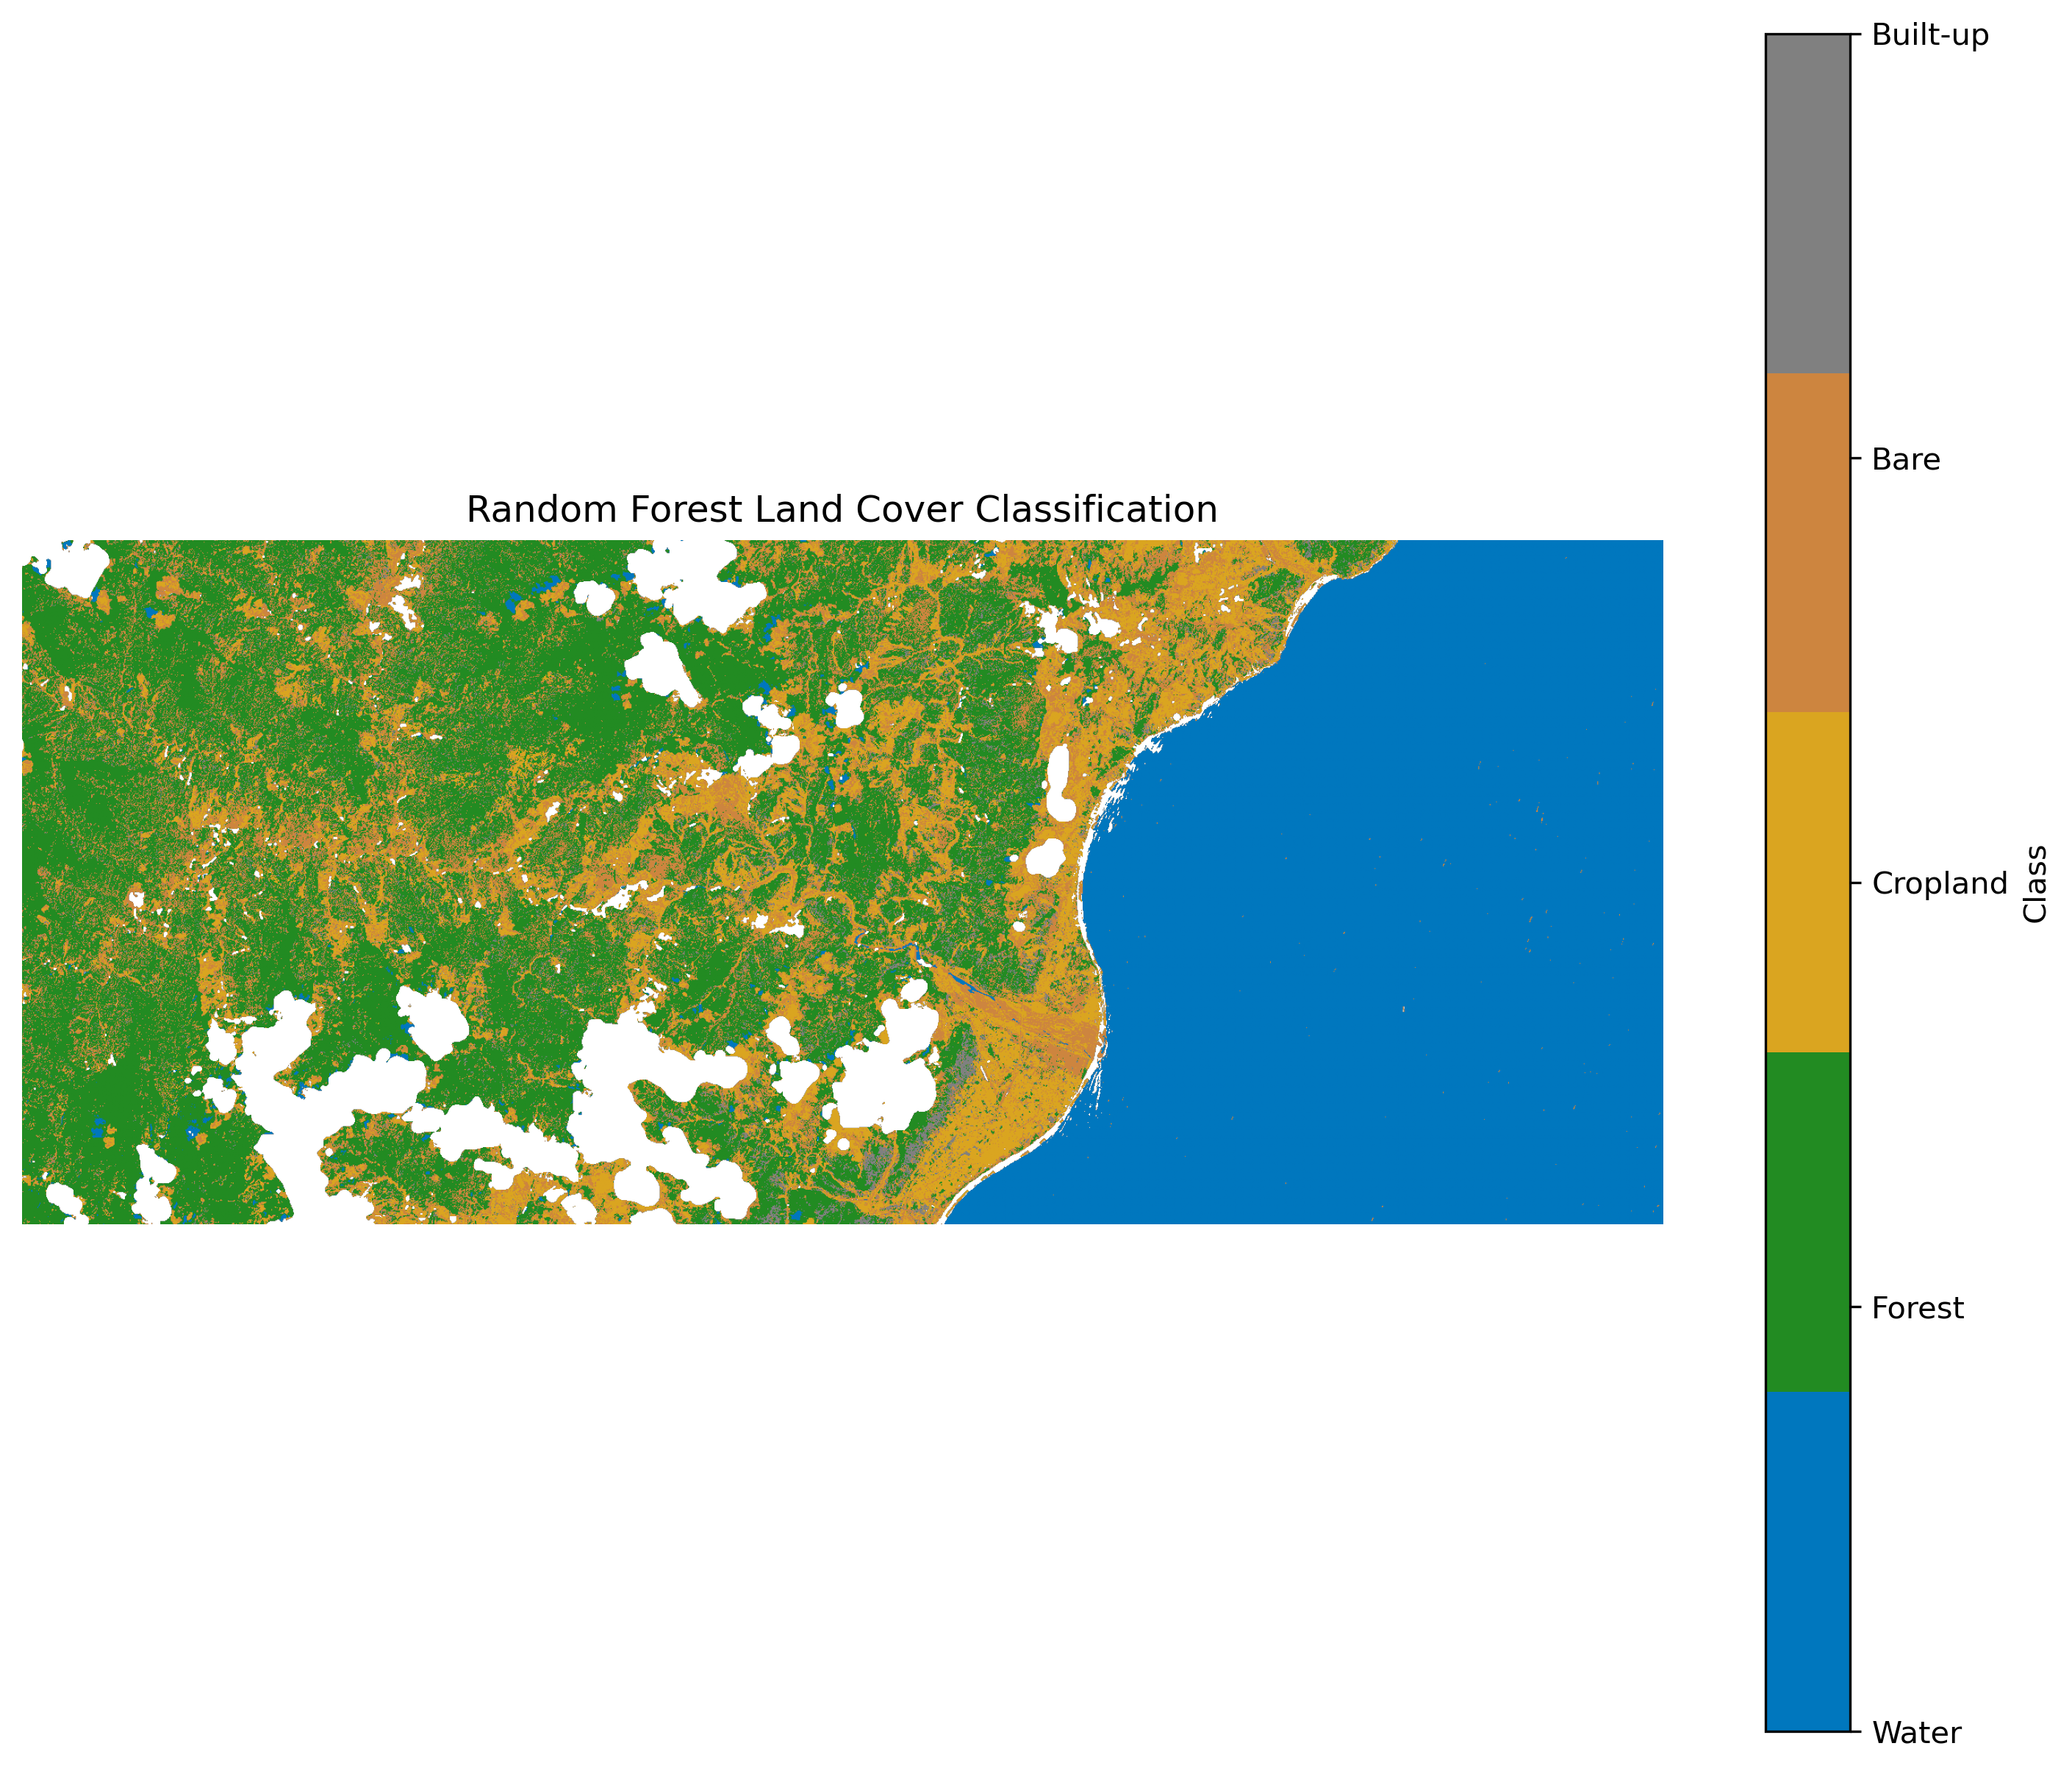 Random Forest Land Cover Classification
Built-up
Bare
Cropland
Forest
Water
Class